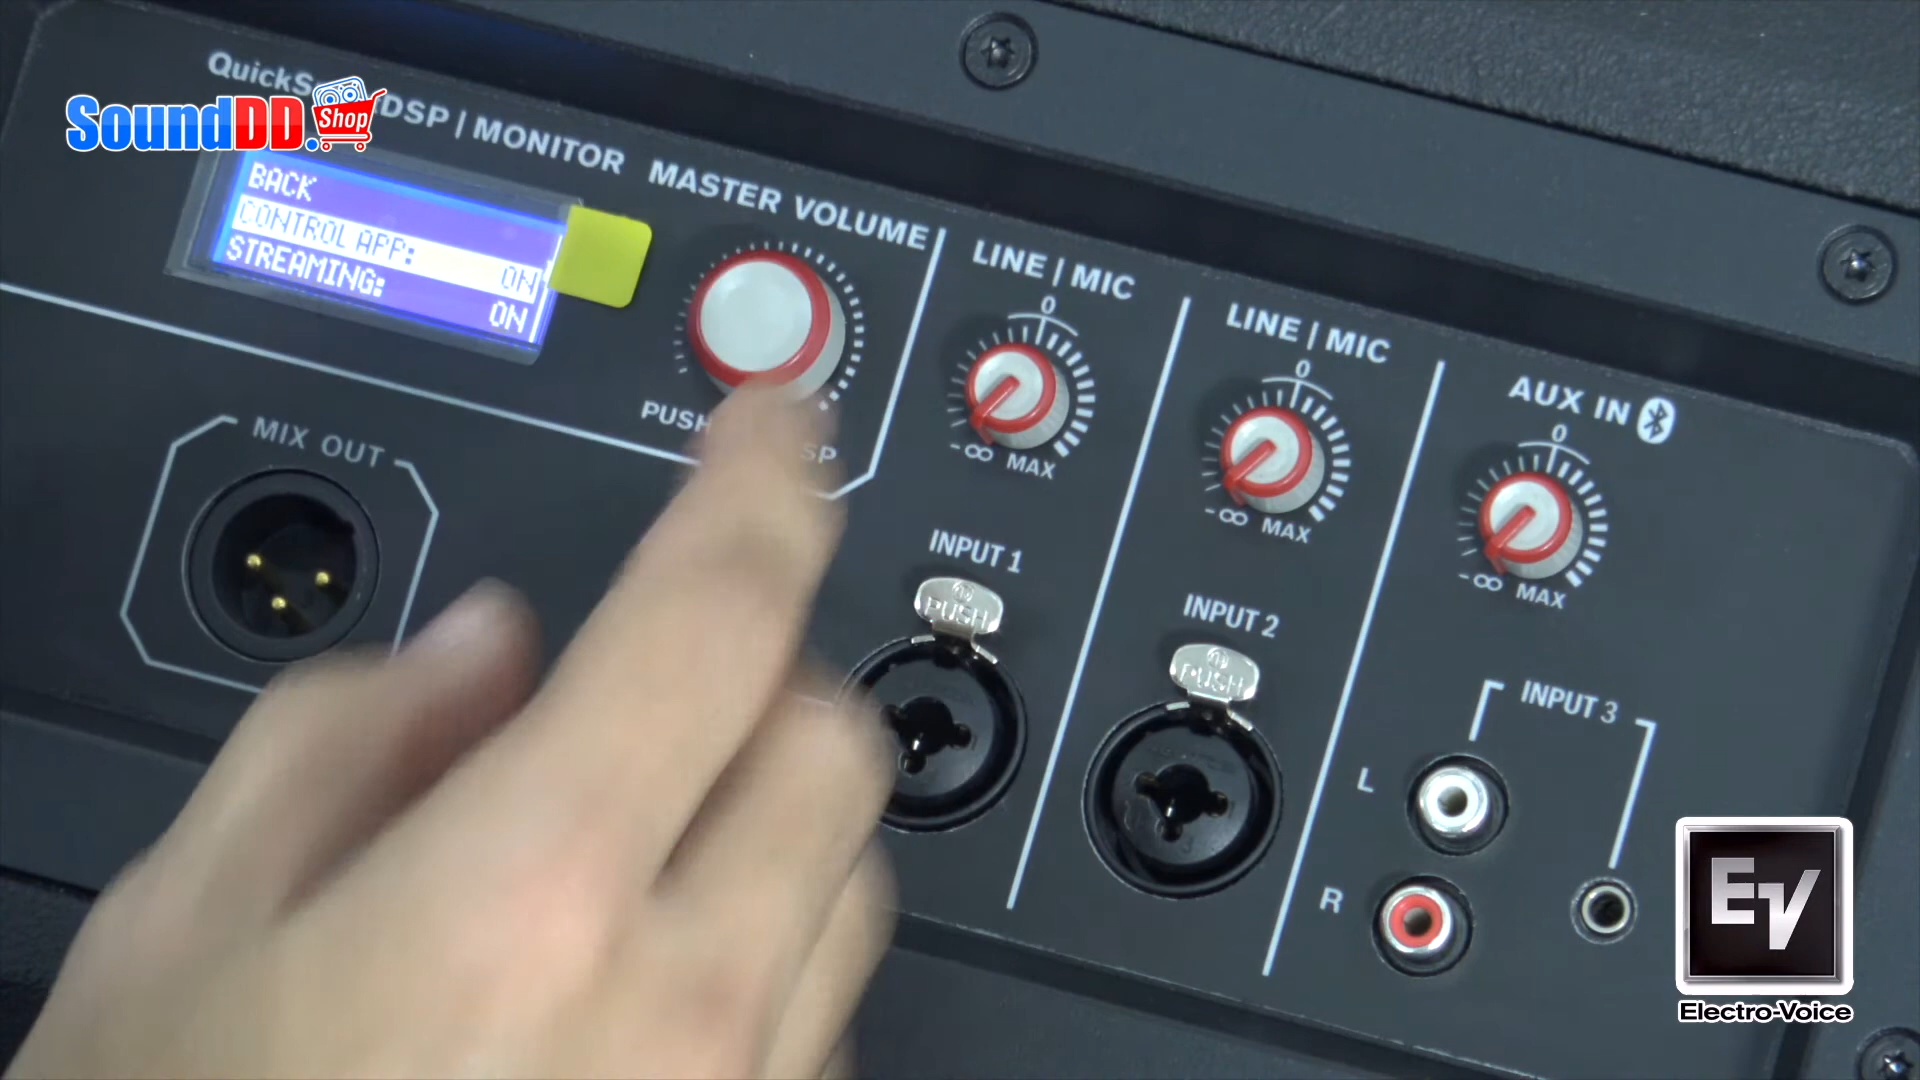 SoundDD.Shop
DSP | MONITOR
BACK
CONTROL APP:
ON
STREAMING:
ON
MASTER VOLUME
PUSH
LINE | MIC
0
-∞ MAX
LINE | MIC
0
-∞ MAX
AUX IN
0
-∞ MAX
MIX OUT
INPUT 1
PUSH
INPUT 2
PUSH
INPUT 3
L
R
EV
Electro-Voice